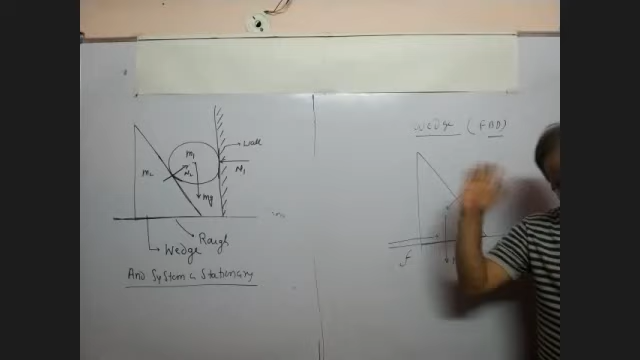 wall
m₁
N₂
N₁
m₂
mg
Rough
Wedge
And System is Stationary
Wedge (FBD)
f